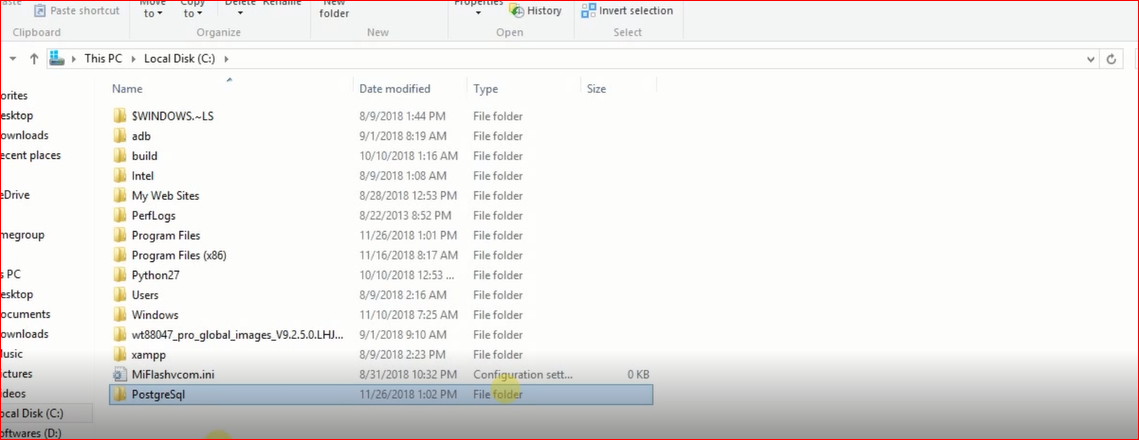 Paste shortcut
Move to
Copy to
Delete
Rename
New folder
Properties
History
Invert selection
Clipboard
Organize
New
Open
Select
This PC
Local Disk (C:)
Name Date modified Type Size
$WINDOWS.~LS 8/9/2018 1:44 PM File folder
adb 9/1/2018 8:19 AM File folder
build 10/10/2018 1:16 AM File folder
Intel 8/9/2018 1:08 AM File folder
My Web Sites 8/28/2018 12:53 PM File folder
PerfLogs 8/22/2013 8:52 PM File folder
Program Files 11/26/2018 1:01 PM File folder
Program Files (x86) 11/16/2018 8:17 AM File folder
Python27 10/10/2018 12:53 ... File folder
Users 8/9/2018 2:16 AM File folder
Windows 11/10/2018 7:25 AM File folder
wt88047_pro_global_images_V9.2.5.0.LHJ... 9/1/2018 9:10 AM File folder
xampp 8/9/2018 2:23 PM File folder
MiFlashvcom.ini 8/31/2018 10:32 PM Configuration sett... 0 KB
PostgreSql 11/26/2018 1:02 PM File folder
orites
esktop
ownloads
ecent places
eDrive
megroup
s PC
esktop
ocuments
ownloads
usic
ctures
deos
ocal Disk (C:)
oftwares (D:)